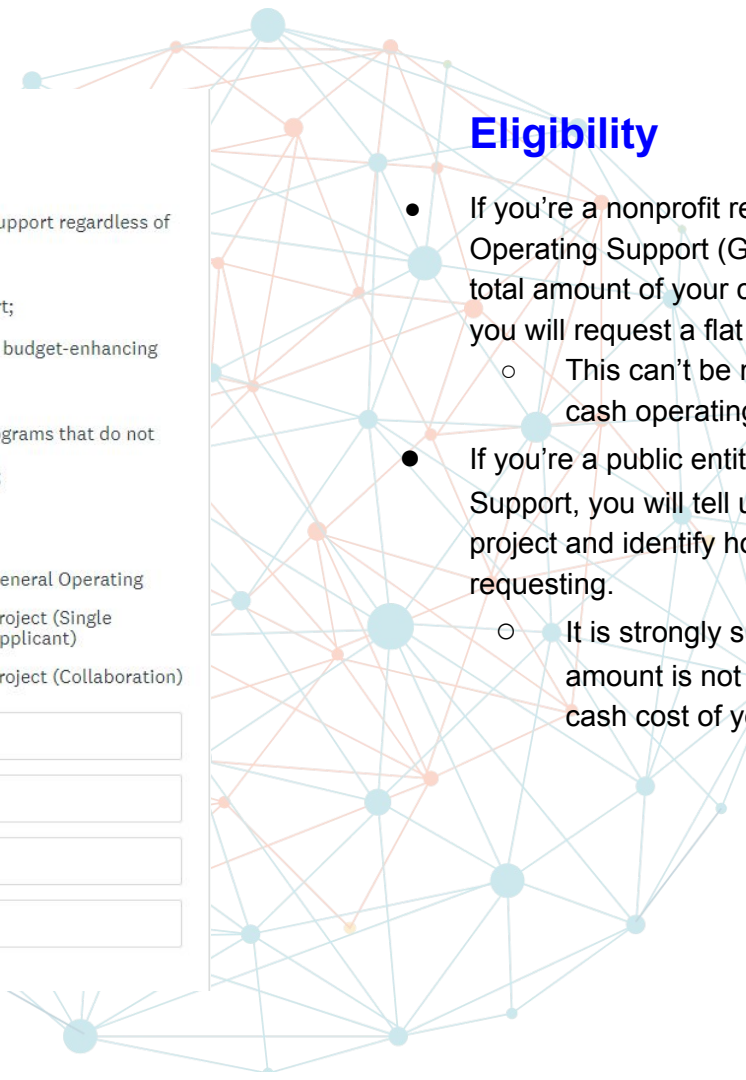 upport regardless of
t;
budget-enhancing
grams that do not
eneral Operating
roject (Single
pplicant)
roject (Collaboration)
Eligibility
● If you're a nonprofit re
Operating Support (G
total amount of your o
you will request a flat
○ This can't be r
cash operating
● If you're a public entit
Support, you will tell u
project and identify ho
requesting.
○ It is strongly s
amount is not
cash cost of yo